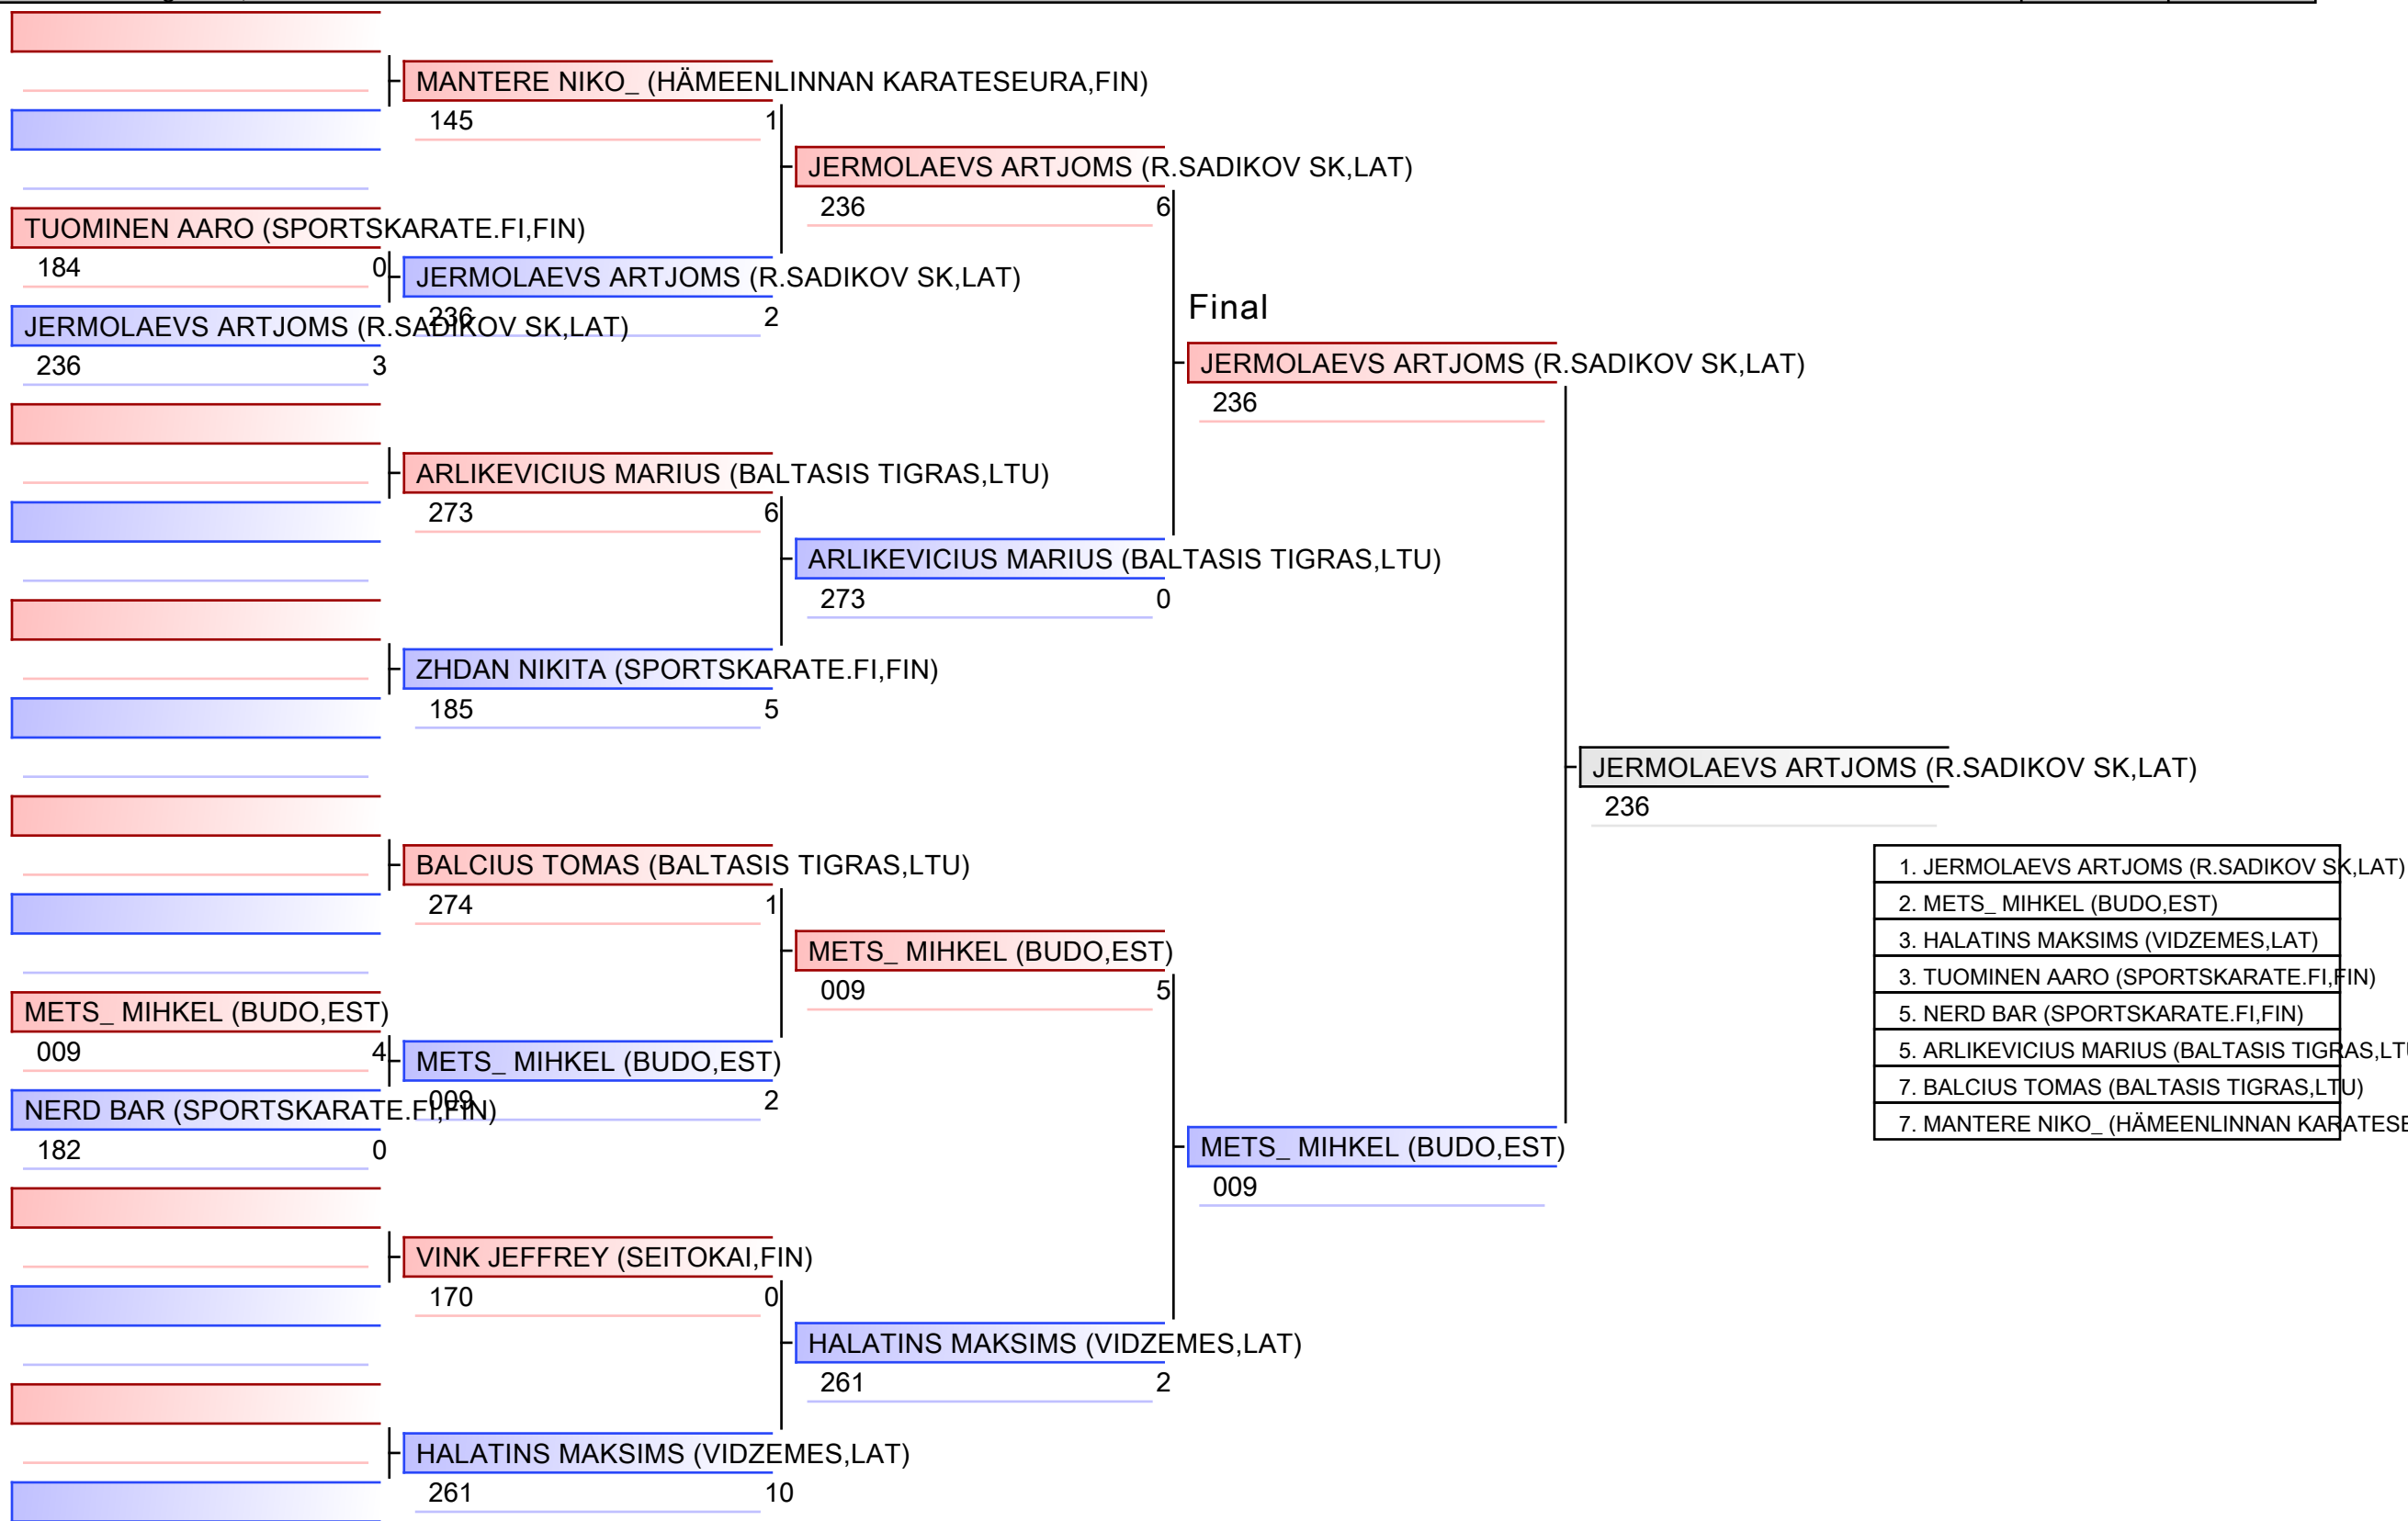 MANTERE NIKO_ (HÄMEENLINNAN KARATESEURA,FIN)
145 1
JERMOLAEVS ARTJOMS (R.SADIKOV SK,LAT)
236 6
TUOMINEN AARO (SPORTSKARATE.FI,FIN)
184 0
JERMOLAEVS ARTJOMS (R.SADIKOV SK,LAT)
236 2
Final
JERMOLAEVS ARTJOMS (R.SADIKOV SK,LAT)
236 3
JERMOLAEVS ARTJOMS (R.SADIKOV SK,LAT)
236
ARLIKEVICIUS MARIUS (BALTASIS TIGRAS,LTU)
273 6
ARLIKEVICIUS MARIUS (BALTASIS TIGRAS,LTU)
273 0
ZHDAN NIKITA (SPORTSKARATE.FI,FIN)
185 5
JERMOLAEVS ARTJOMS (R.SADIKOV SK,LAT)
236
BALCIUS TOMAS (BALTASIS TIGRAS,LTU)
274 1
METS_ MIHKEL (BUDO,EST)
009 5
METS_ MIHKEL (BUDO,EST)
009 4
METS_ MIHKEL (BUDO,EST)
009 2
NERD BAR (SPORTSKARATE.FI,FIN)
182 0
METS_ MIHKEL (BUDO,EST)
009
VINK JEFFREY (SEITOKAI,FIN)
170 0
HALATINS MAKSIMS (VIDZEMES,LAT)
261 2
HALATINS MAKSIMS (VIDZEMES,LAT)
261 10
1. JERMOLAEVS ARTJOMS (R.SADIKOV SK,LAT)
2. METS_ MIHKEL (BUDO,EST)
3. HALATINS MAKSIMS (VIDZEMES,LAT)
3. TUOMINEN AARO (SPORTSKARATE.FI,FIN)
5. NERD BAR (SPORTSKARATE.FI,FIN)
5. ARLIKEVICIUS MARIUS (BALTASIS TIGRAS,LT
7. BALCIUS TOMAS (BALTASIS TIGRAS,LTU)
7. MANTERE NIKO_ (HÄMEENLINNAN KARATESE